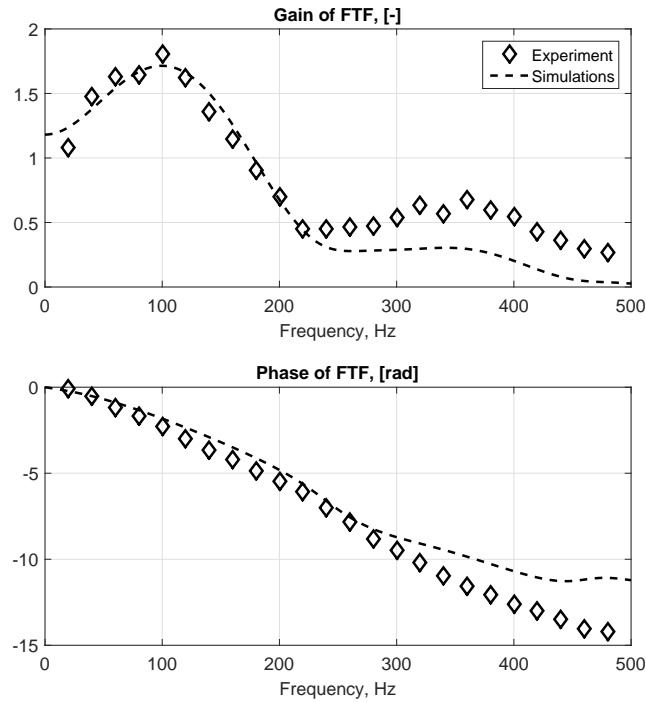 Gain of FTF, [-]
2
1.5
1
0.5
0
Experiment
Simulations
0 100 200 300 400 500
Frequency, Hz
Phase of FTF, [rad]
0
-5
-10
-15
0 100 200 300 400 500
Frequency, Hz